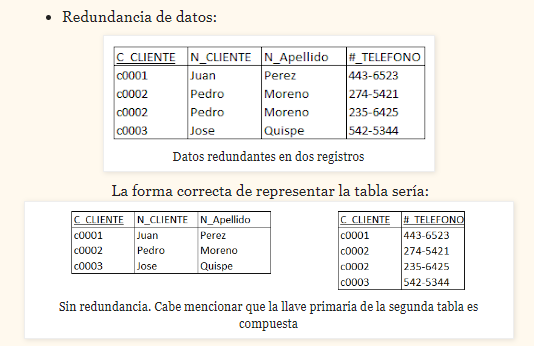 • Redundancia de datos:
C_CLIENTE N_CLIENTE N_Apellido #_TELEFONO
c0001 Juan Perez 443-6523
c0002 Pedro Moreno 274-5421
c0002 Pedro Moreno 235-6425
c0003 Jose Quispe 542-5344
Datos redundantes en dos registros
La forma correcta de representar la tabla sería:
C_CLIENTE N_CLIENTE N_Apellido
c0001 Juan Perez
c0002 Pedro Moreno
c0003 Jose Quispe
C_CLIENTE #_TELEFONO
c0001 443-6523
c0002 274-5421
c0002 235-6425
c0003 542-5344
Sin redundancia. Cabe mencionar que la llave primaria de la segunda tabla es
compuesta